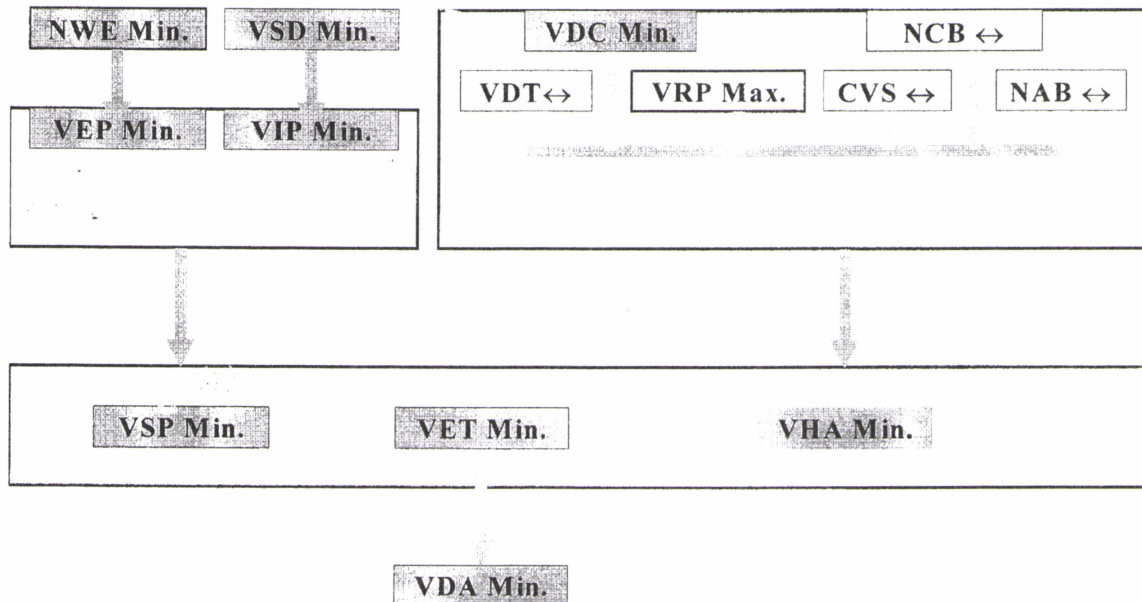 NWE Min.
VSD Min.
VDC Min.
NCB ↔
VDT↔
VRP Max.
CVS ↔
NAB ↔
VEP Min.
VIP Min.
VSP Min.
VET Min.
VHA Min.
VDA Min.